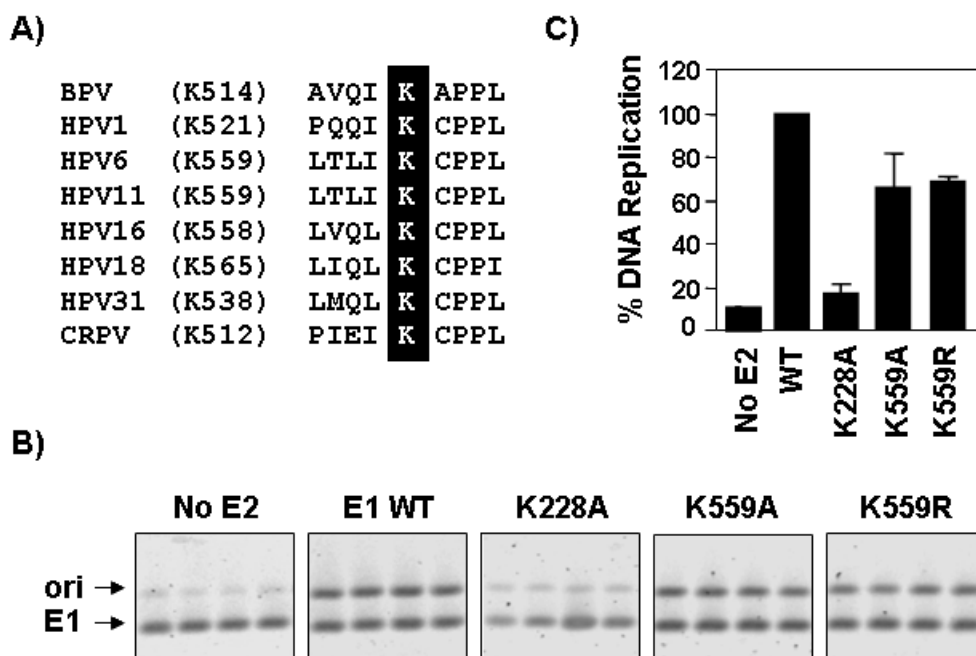 A)
BPV (K514) AVQI K APPL
HPV1 (K521) PQQI K CPPL
HPV6 (K559) LTLI K CPPL
HPV11 (K559) LTLI K CPPL
HPV16 (K558) LVQL K CPPL
HPV18 (K565) LIQL K CPPI
HPV31 (K538) LMQL K CPPL
CRPV (K512) PIEI K CPPL
C)
% DNA Replication
120
100
80
60
40
20
0
No E2
WT
K228A
K559A
K559R
B)
No E2 E1 WT K228A K559A K559R
ori
E1